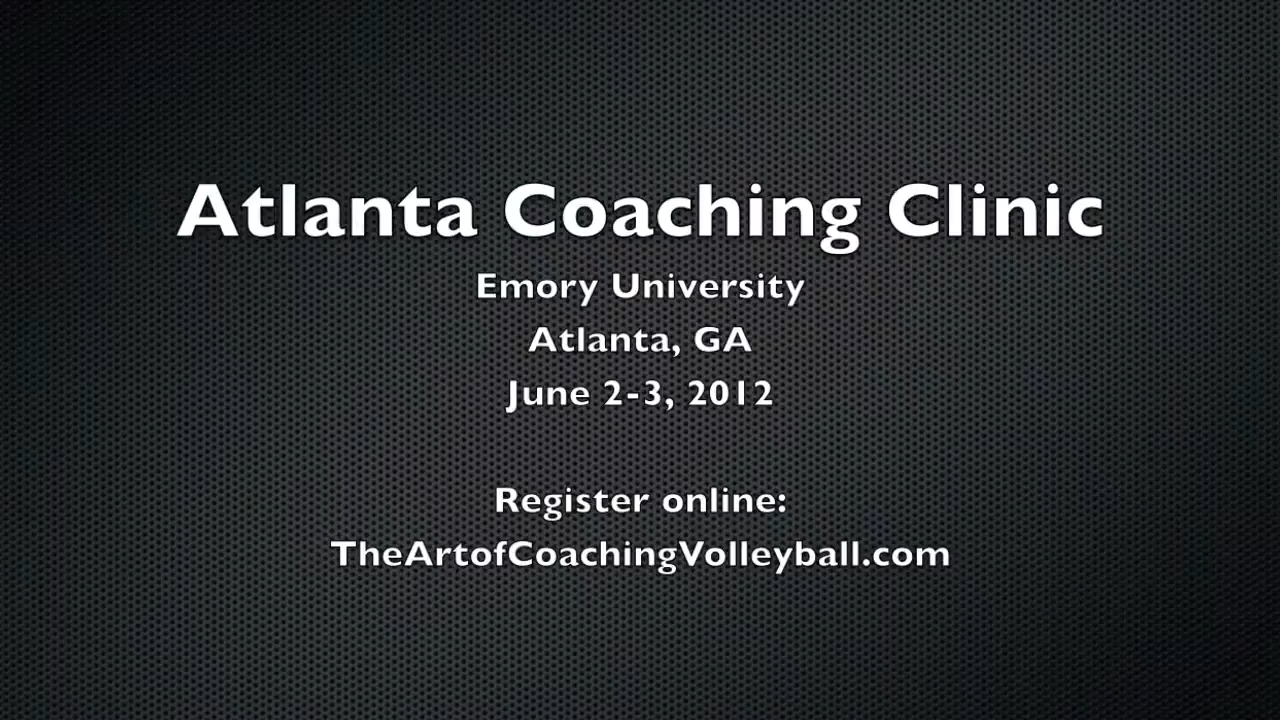 Atlanta Coaching Clinic
Emory University
Atlanta, GA
June 2-3, 2012
Register online:
TheArtofCoachingVolleyball.com